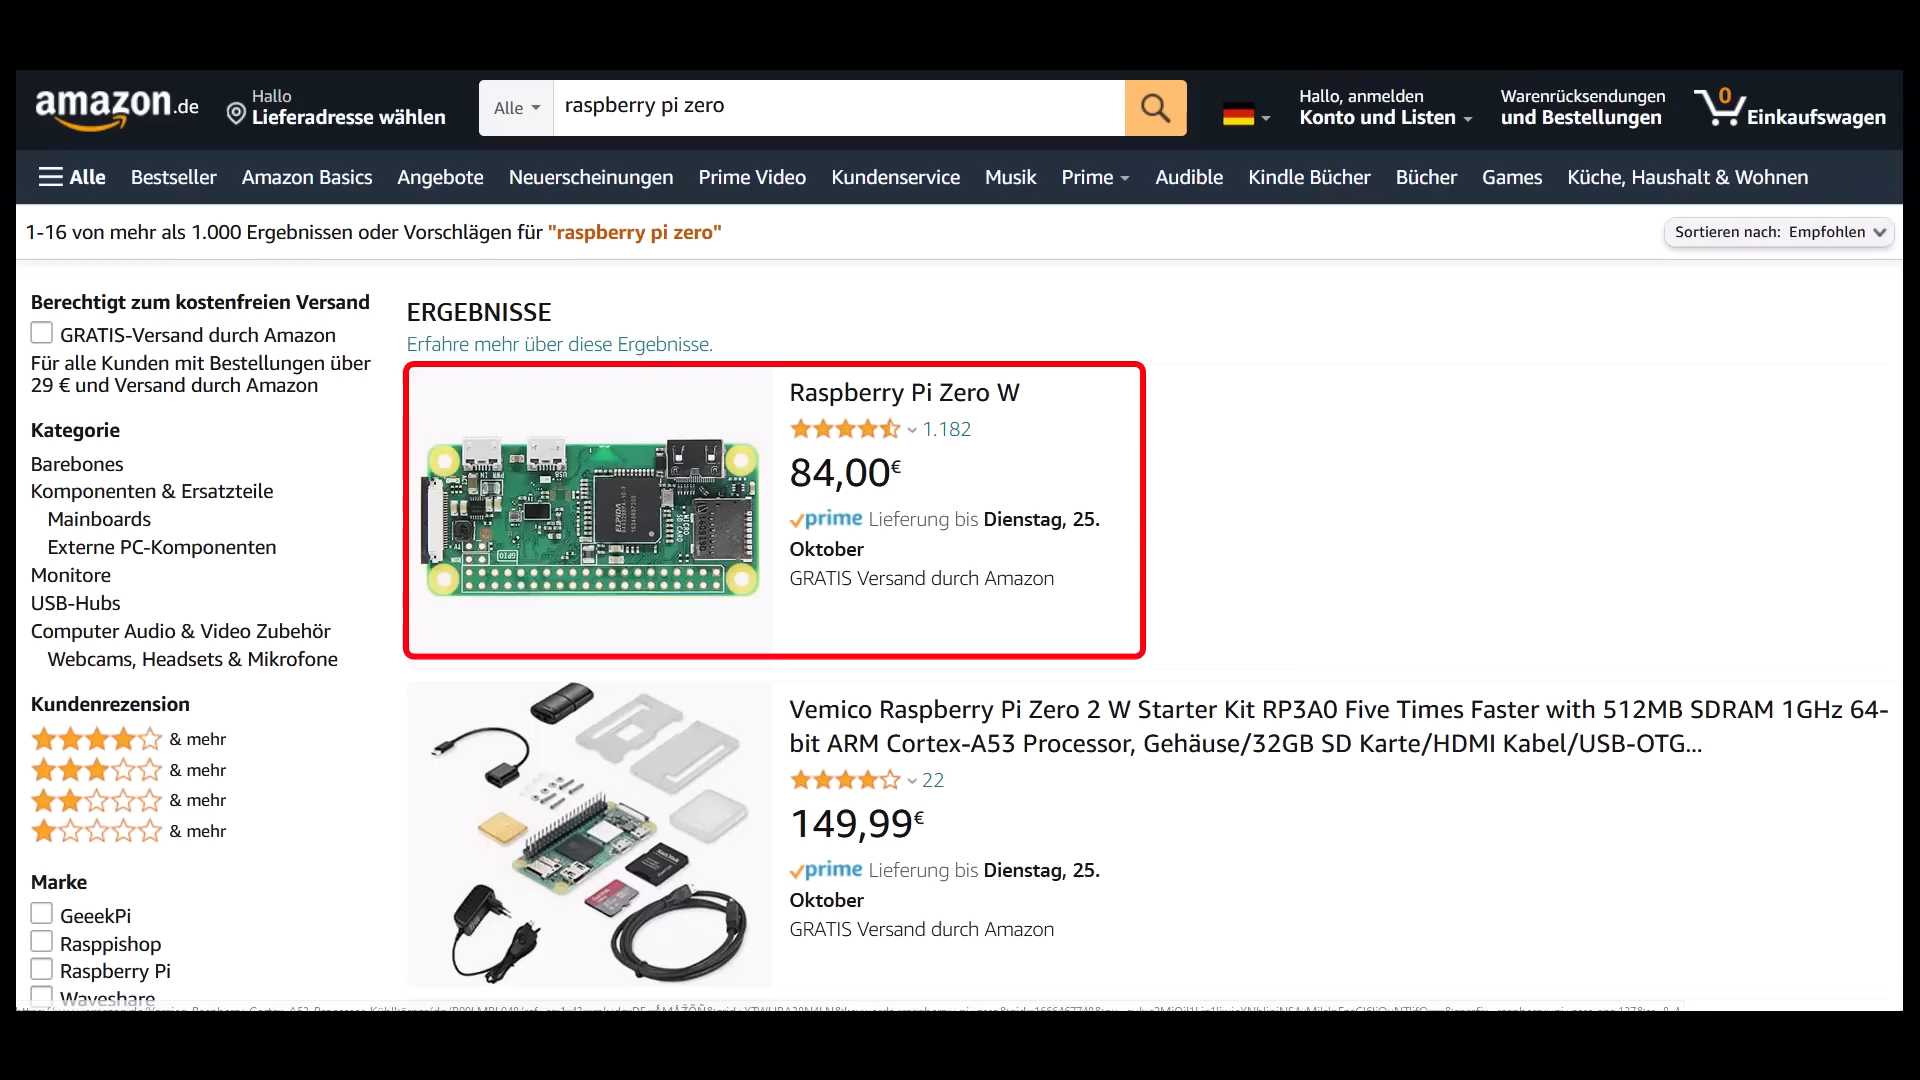 amazon.de
Hallo
Lieferadresse wählen
Alle
raspberry pi zero
Hallo, anmelden
Konto und Listen
Warenrücksendungen
und Bestellungen
0
Einkaufswagen
Alle Bestseller Amazon Basics Angebote Neuerscheinungen Prime Video Kundenservice Musik Prime Audible Kindle Bücher Bücher Games Küche, Haushalt & Wohnen
1-16 von mehr als 1.000 Ergebnissen oder Vorschlägen für "raspberry pi zero"
Sortieren nach: Empfohlen
Berechtigt zum kostenfreien Versand
GRATIS-Versand durch Amazon
Für alle Kunden mit Bestellungen über
29 € und Versand durch Amazon
Kategorie
Barebones
Komponenten & Ersatzteile
Mainboards
Externe PC-Komponenten
Monitore
USB-Hubs
Computer Audio & Video Zubehör
Webcams, Headsets & Mikrofone
Kundenrezension
& mehr
& mehr
& mehr
& mehr
Marke
GeeekPi
Rasppishop
Raspberry Pi
Waveshare
ERGEBNISSE
Erfahre mehr über diese Ergebnisse.
Raspberry Pi Zero W
1.182
84,00€
prime Lieferung bis Dienstag, 25.
Oktober
GRATIS Versand durch Amazon
Vemico Raspberry Pi Zero 2 W Starter Kit RP3A0 Five Times Faster with 512MB SDRAM 1GHz 64-
bit ARM Cortex-A53 Processor, Gehäuse/32GB SD Karte/HDMI Kabel/USB-OTG...
22
149,99€
prime Lieferung bis Dienstag, 25.
Oktober
GRATIS Versand durch Amazon